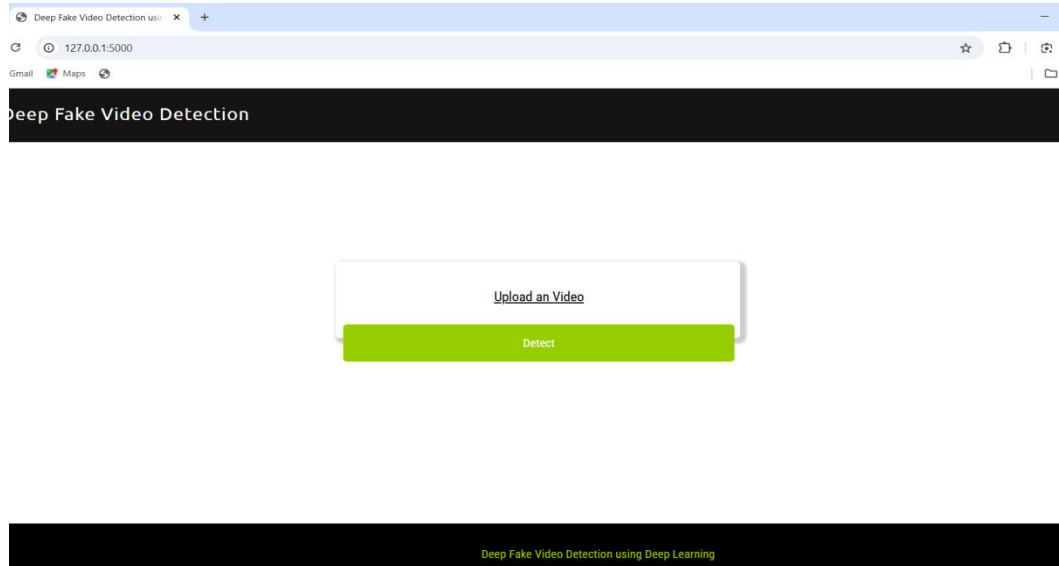 Deep Fake Video Detection usin
127.0.0.1:5000
Gmail Maps
Deep Fake Video Detection
Upload an Video
Detect
Deep Fake Video Detection using Deep Learning